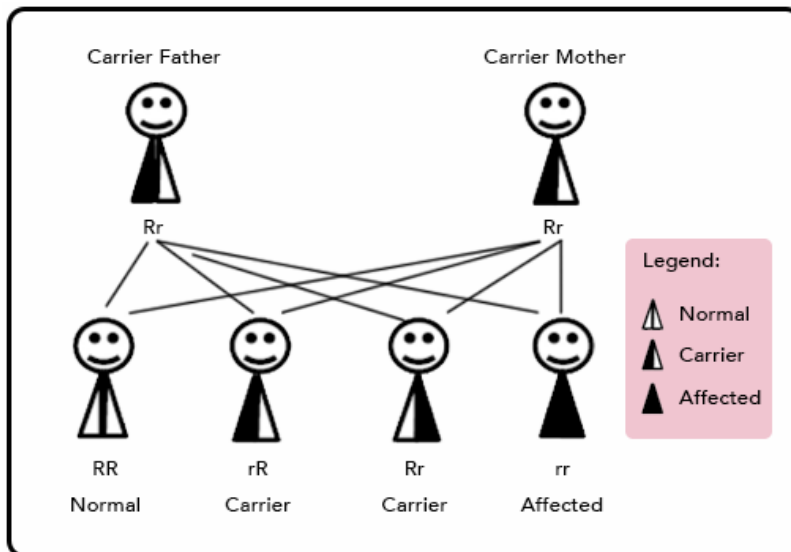 Carrier Father
Carrier Mother
Rr
Rr
Legend:
Normal
Carrier
Affected
RR
rR
Rr
rr
Normal
Carrier
Carrier
Affected